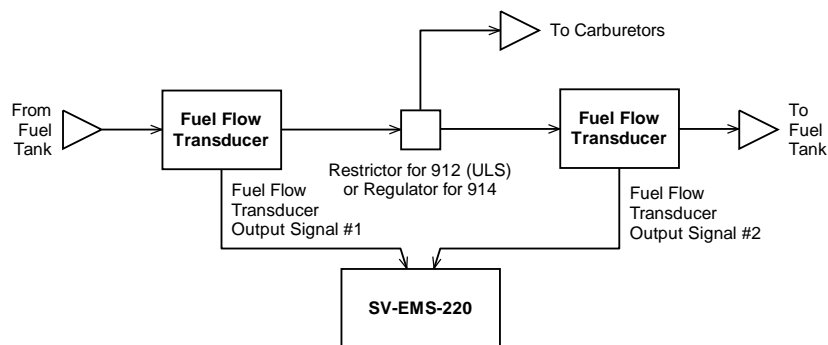 To Carburetors
From
Fuel
Tank
Fuel Flow
Transducer
Fuel Flow
Transducer
To
Fuel
Tank
Restrictor for 912 (ULS)
or Regulator for 914
Fuel Flow
Transducer
Output Signal #1
Fuel Flow
Transducer
Output Signal #2
SV-EMS-220